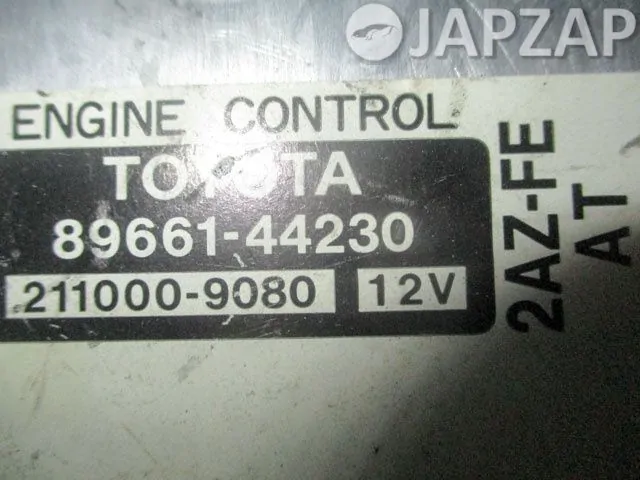 JAPZAP
ENGINE CONTROL
TOYOTA
89661-44230
211000-9080 12V
2AZ-FE
AT